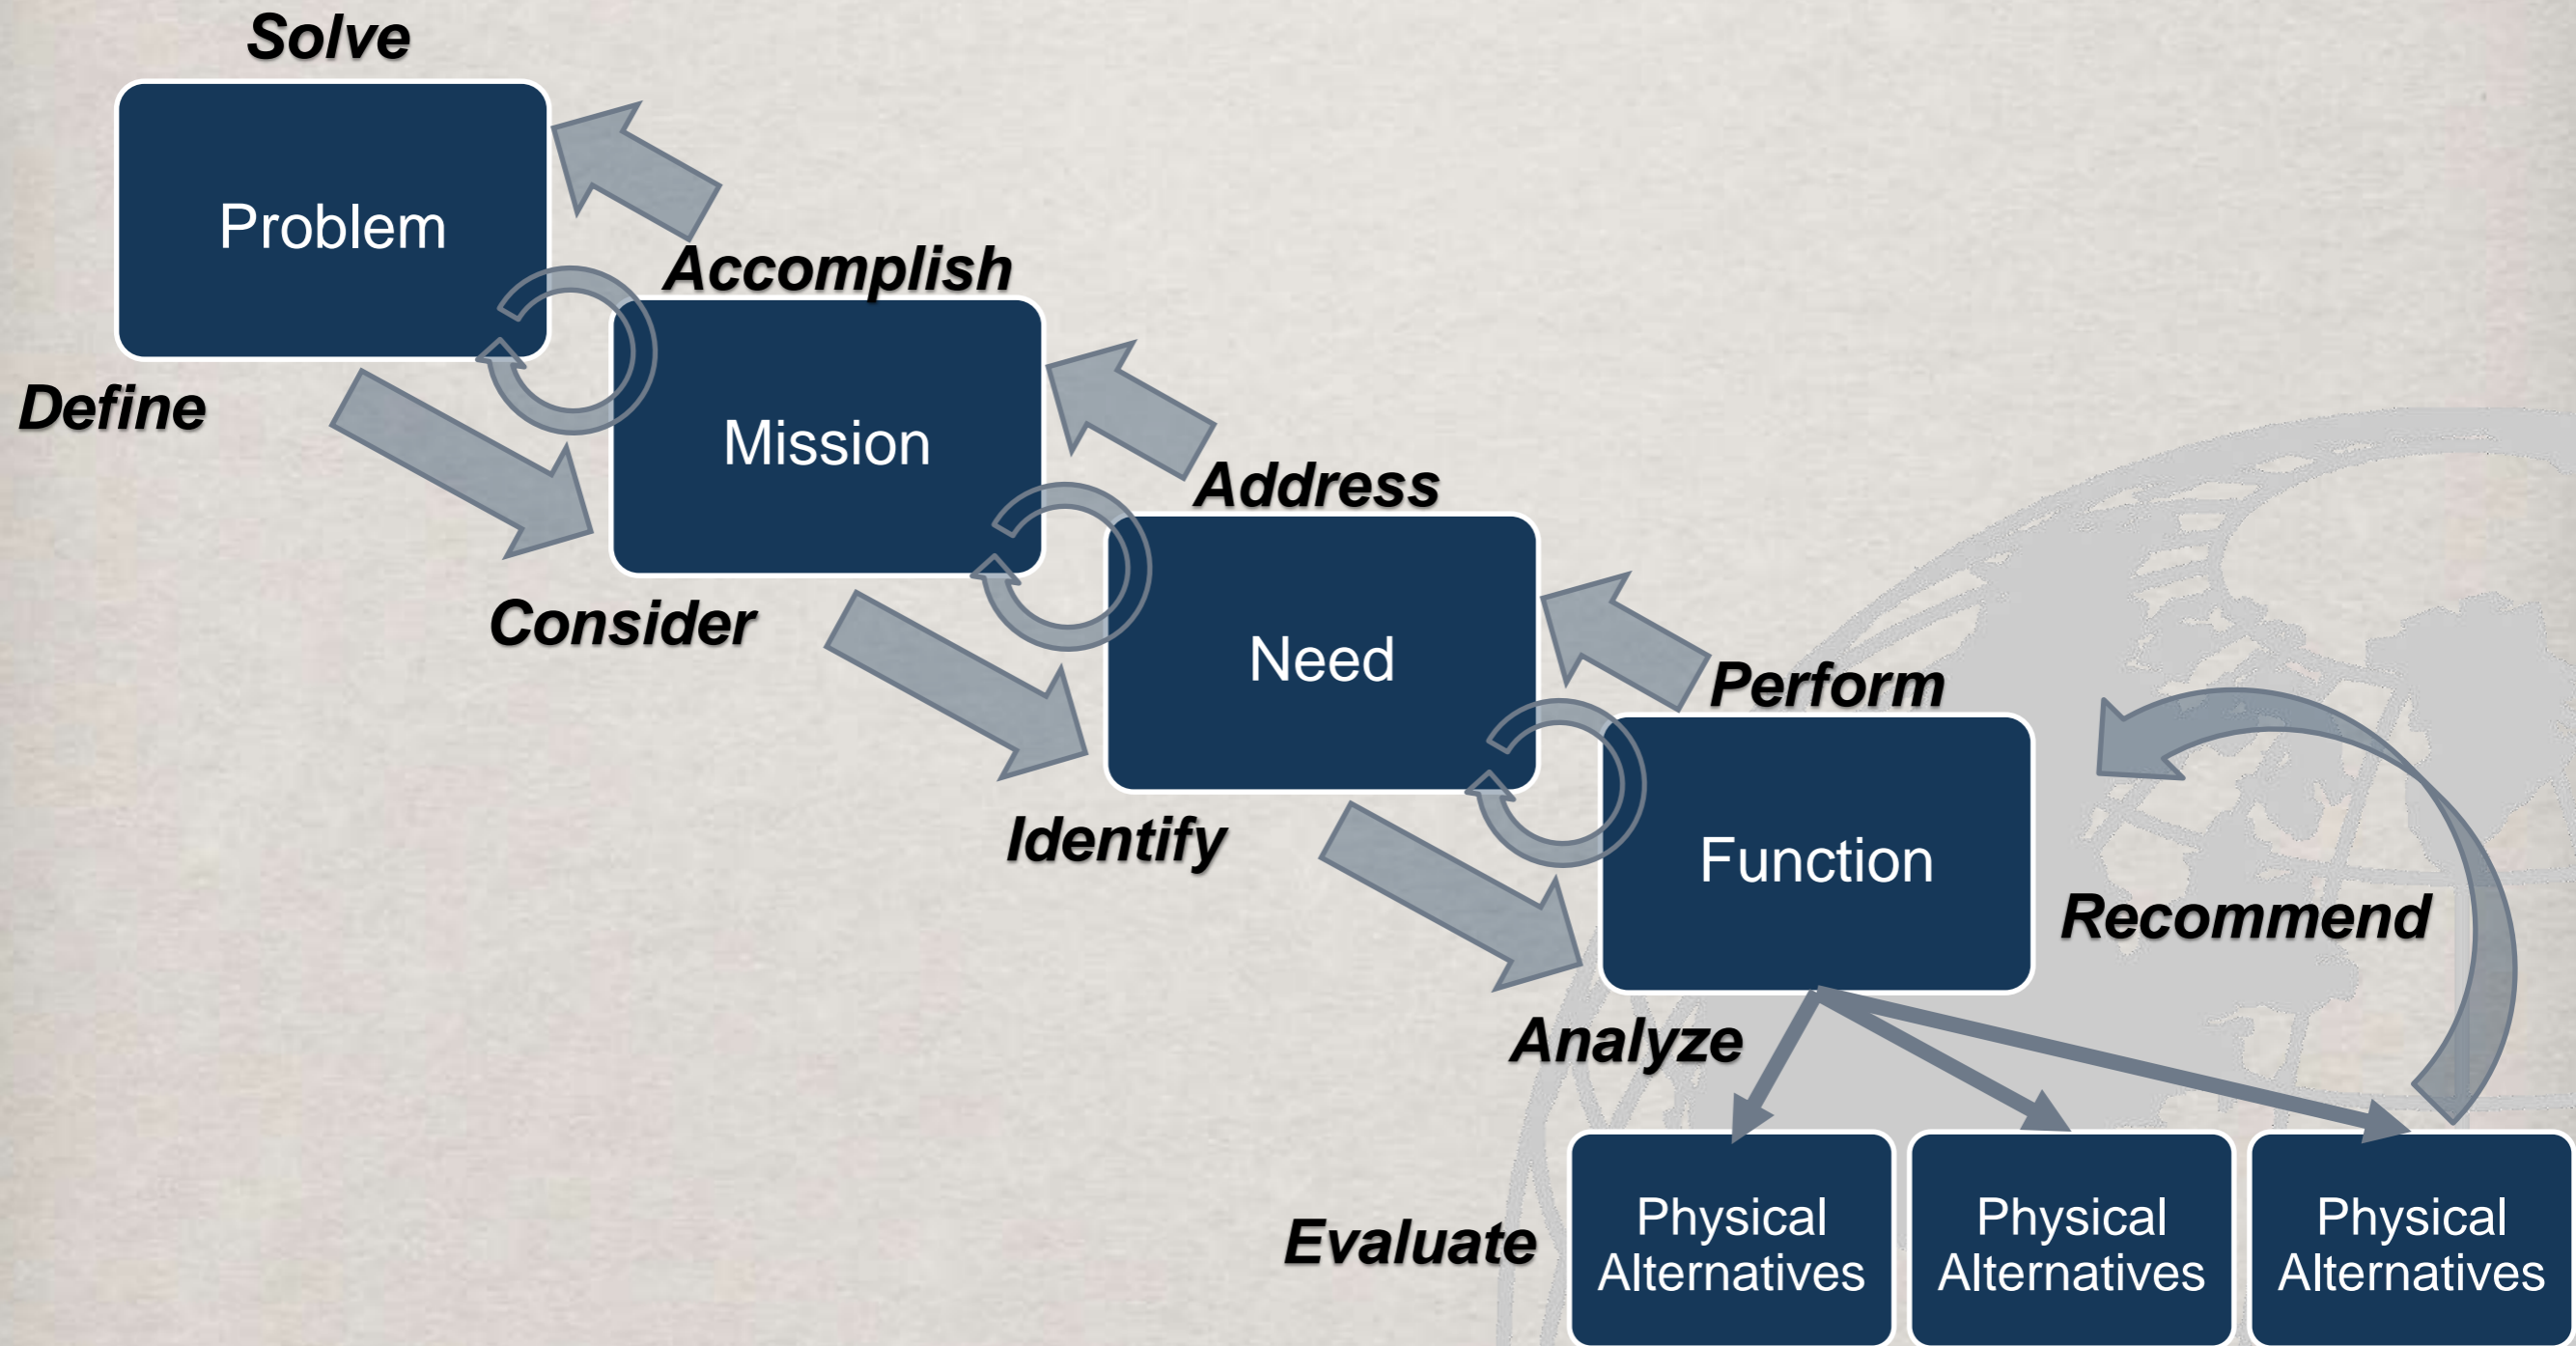 Solve
Problem
Accomplish
Define
Mission
Address
Consider
Need
Perform
Identify
Function
Recommend
Analyze
Evaluate
Physical
Alternatives
Physical
Alternatives
Physical
Alternatives